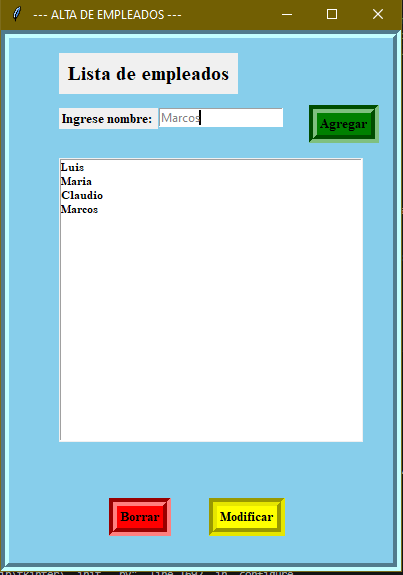 --- ALTA DE EMPLEADOS ---
Lista de empleados
Ingrese nombre: Marcos
Agregar
Luis
Maria
Claudio
Marcos
Borrar Modificar